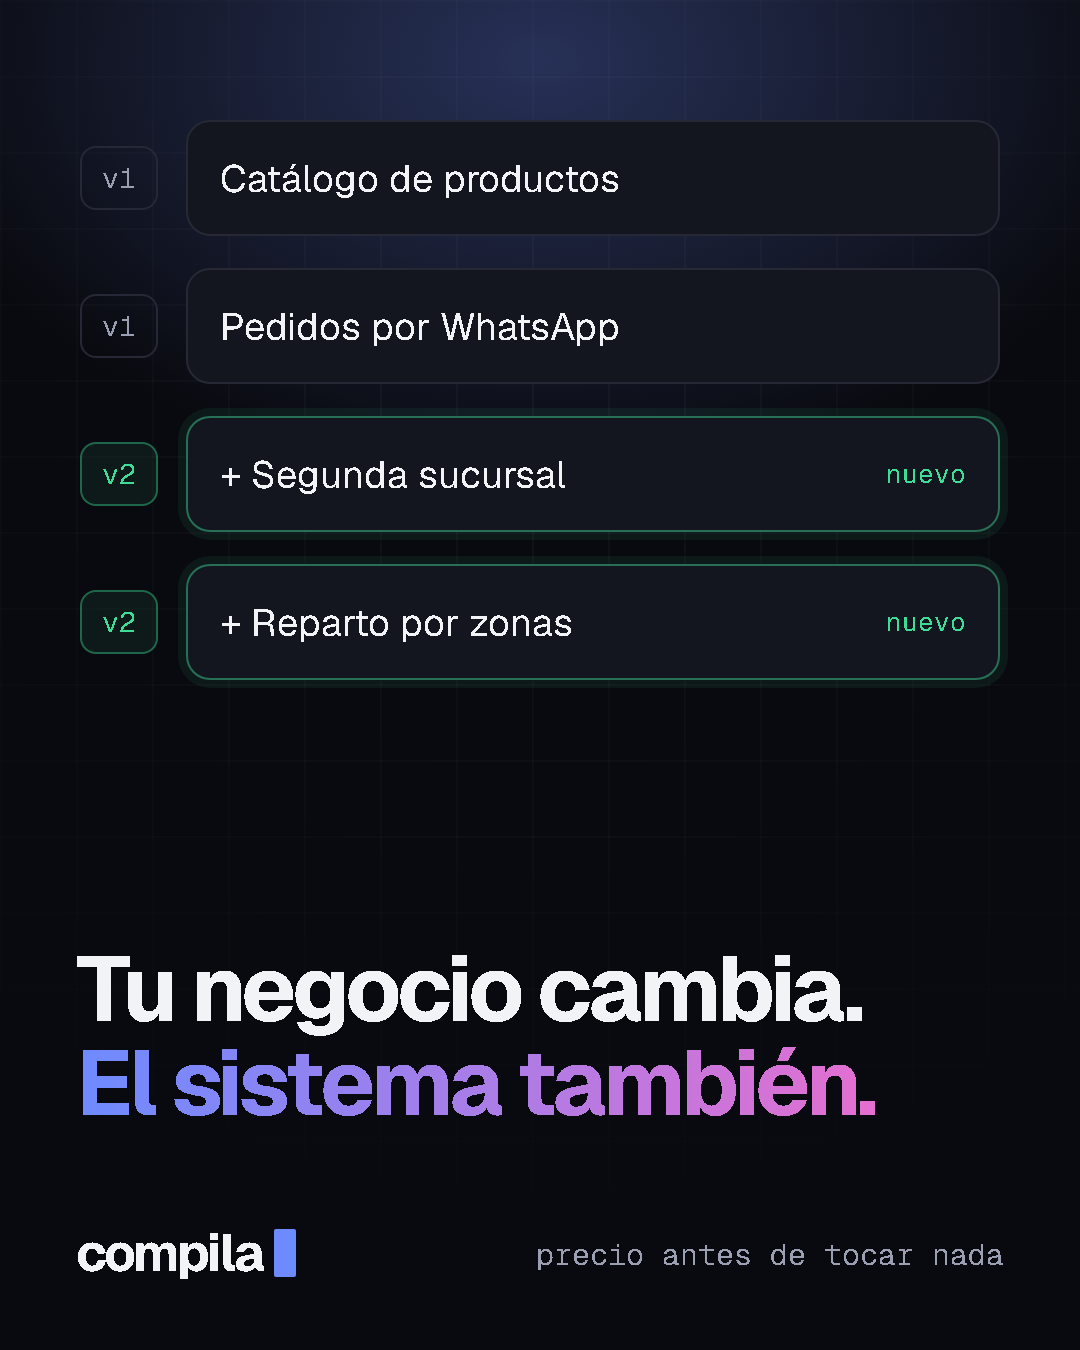 v1 Catálogo de productos
v1 Pedidos por WhatsApp
v2 + Segunda sucursal nuevo
v2 + Reparto por zonas nuevo
Tu negocio cambia.
El sistema también.
compila precio antes de tocar nada